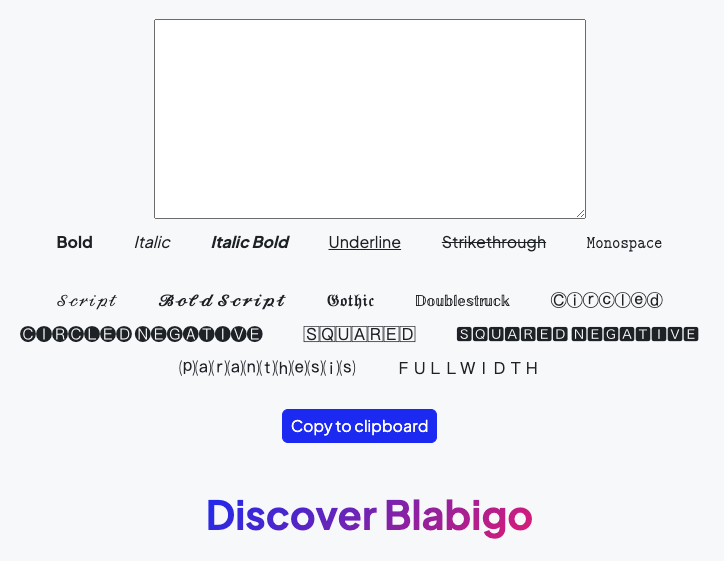 Bold Italic Italic Bold Underline Strikethrough Monospace
𝒮𝒸𝓇𝒾𝓅𝓉 𝓑𝓸𝓵𝓭 𝓢𝓬𝓻𝓲𝓹𝓽 𝔊𝔬𝔱𝔥𝔦𝔠 𝔻𝕠𝕦𝕓𝕝𝕖𝕤𝕥𝕣𝕦𝕔𝕜 Ⓒⓘⓡⓒⓛⓔⓓ
🅒🅘🅡🅒🅛🅔🅓 🅝🅔🅖🅐🅣🅘🅥🅔 🅂🅀🅄🄰🅁🄴🄳 🆂🆀🆄🅰🆁🅴🅳 🅽🅴🅶🅰🆃🅸🆅🅴
⒫⒜⒭⒜⒩⒯⒣⒠⒮⒤⒮ FULLWIDTH
Copy to clipboard
Discover Blabigo